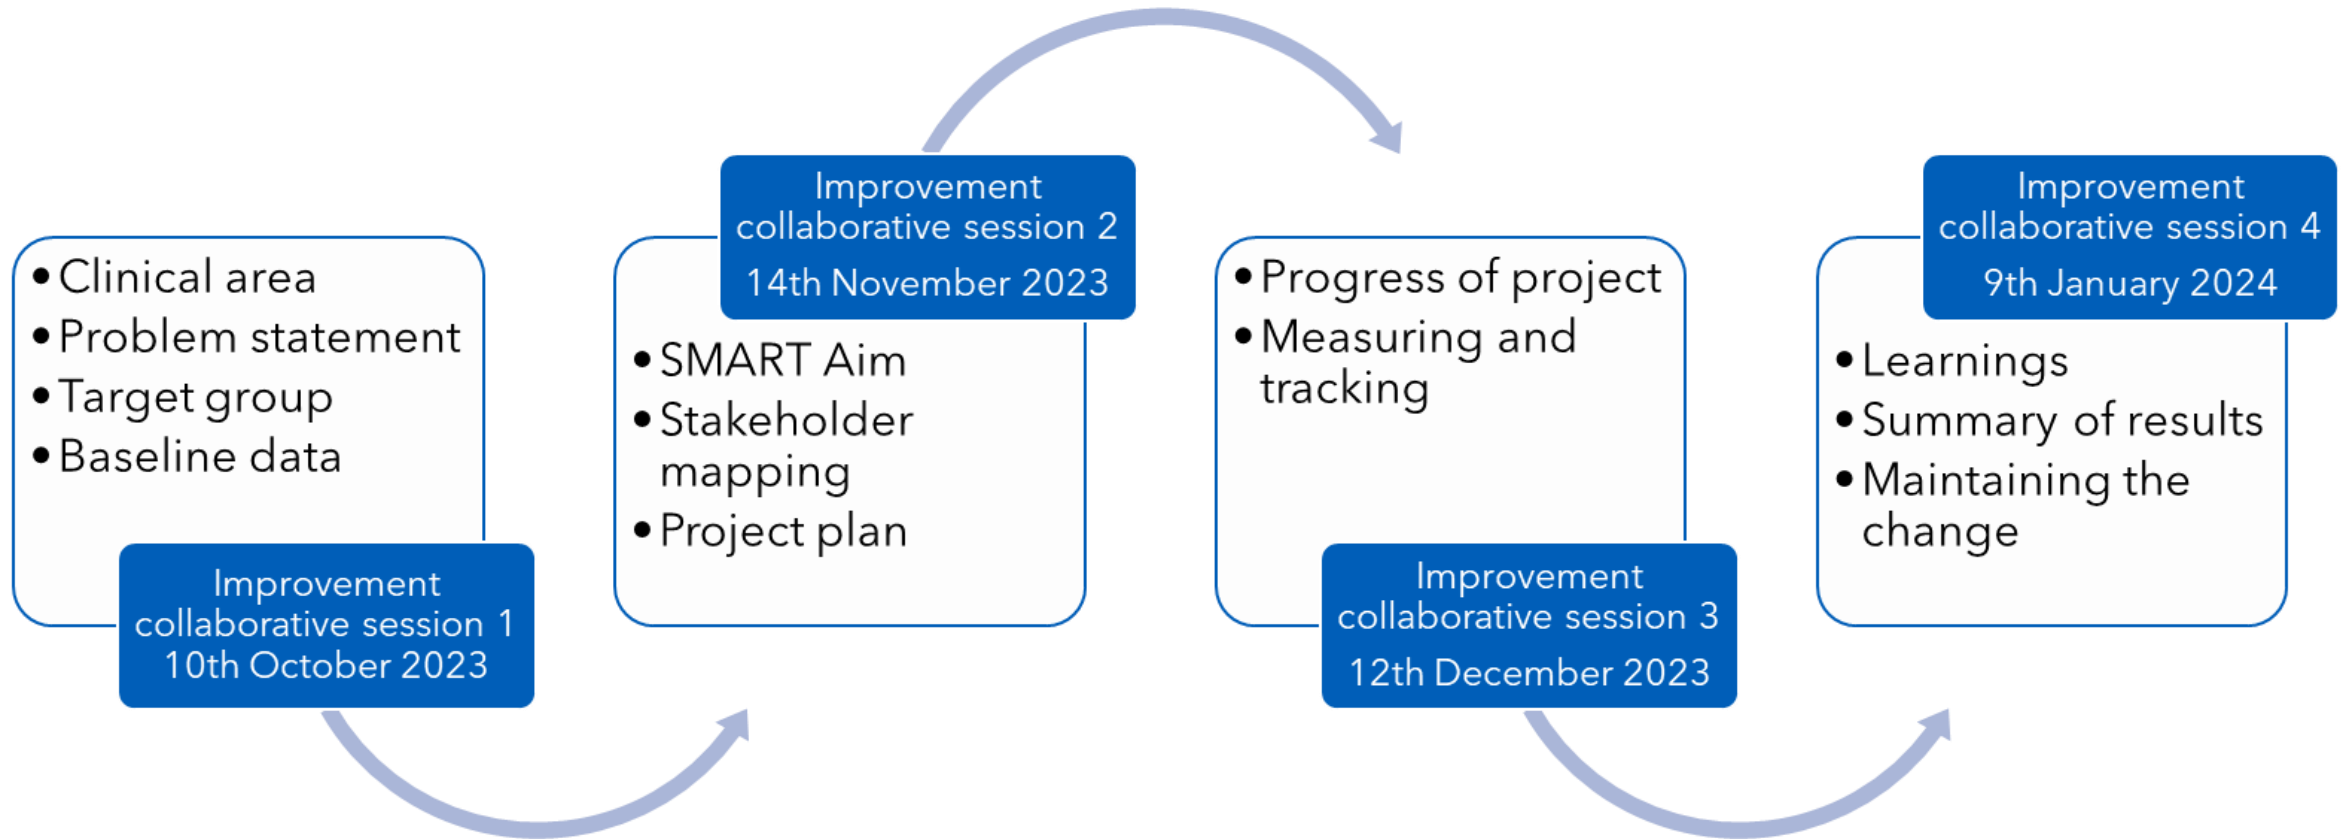 • Clinical area
• Problem statement
• Target group
• Baseline data
Improvement
collaborative session 1
10th October 2023
Improvement
collaborative session 2
14th November 2023
• SMART Aim
• Stakeholder
mapping
• Project plan
• Progress of project
• Measuring and
tracking
Improvement
collaborative session 3
12th December 2023
Improvement
collaborative session 4
9th January 2024
• Learnings
• Summary of results
• Maintaining the
change